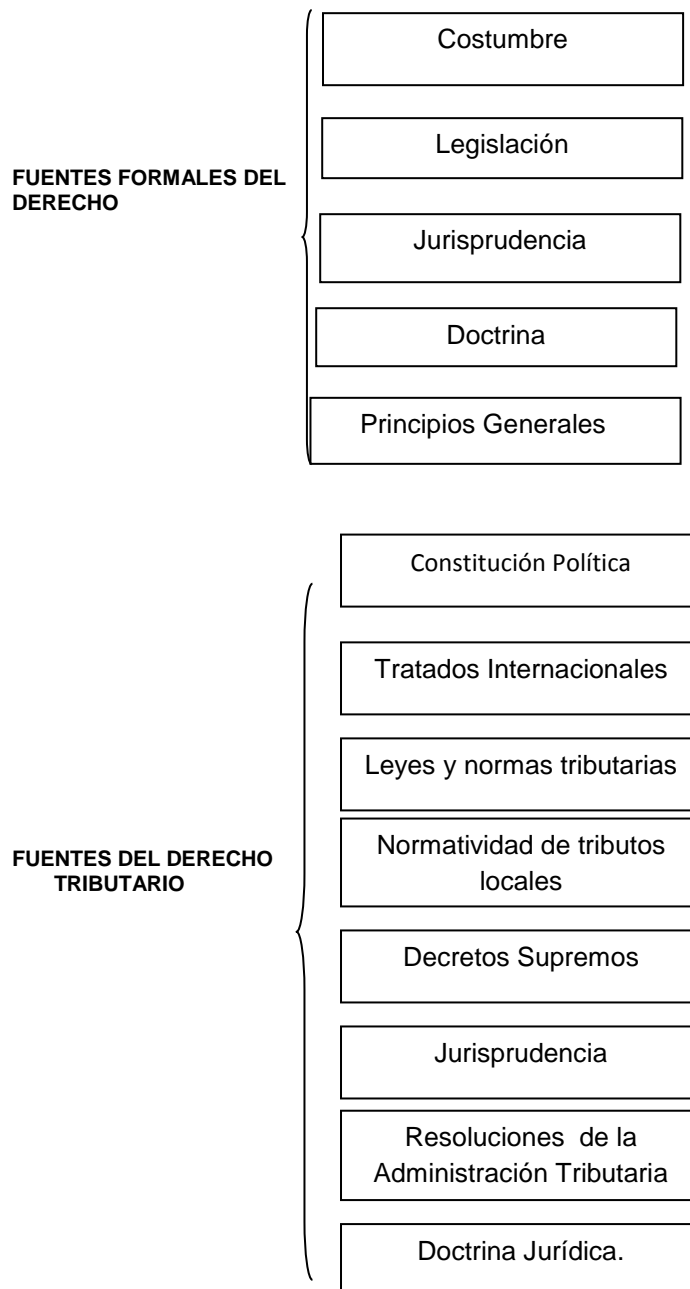 FUENTES FORMALES DEL
DERECHO
Costumbre
Legislación
Jurisprudencia
Doctrina
Principios Generales
FUENTES DEL DERECHO
TRIBUTARIO
Constitución Política
Tratados Internacionales
Leyes y normas tributarias
Normatividad de tributos
locales
Decretos Supremos
Jurisprudencia
Resoluciones de la
Administración Tributaria
Doctrina Jurídica.